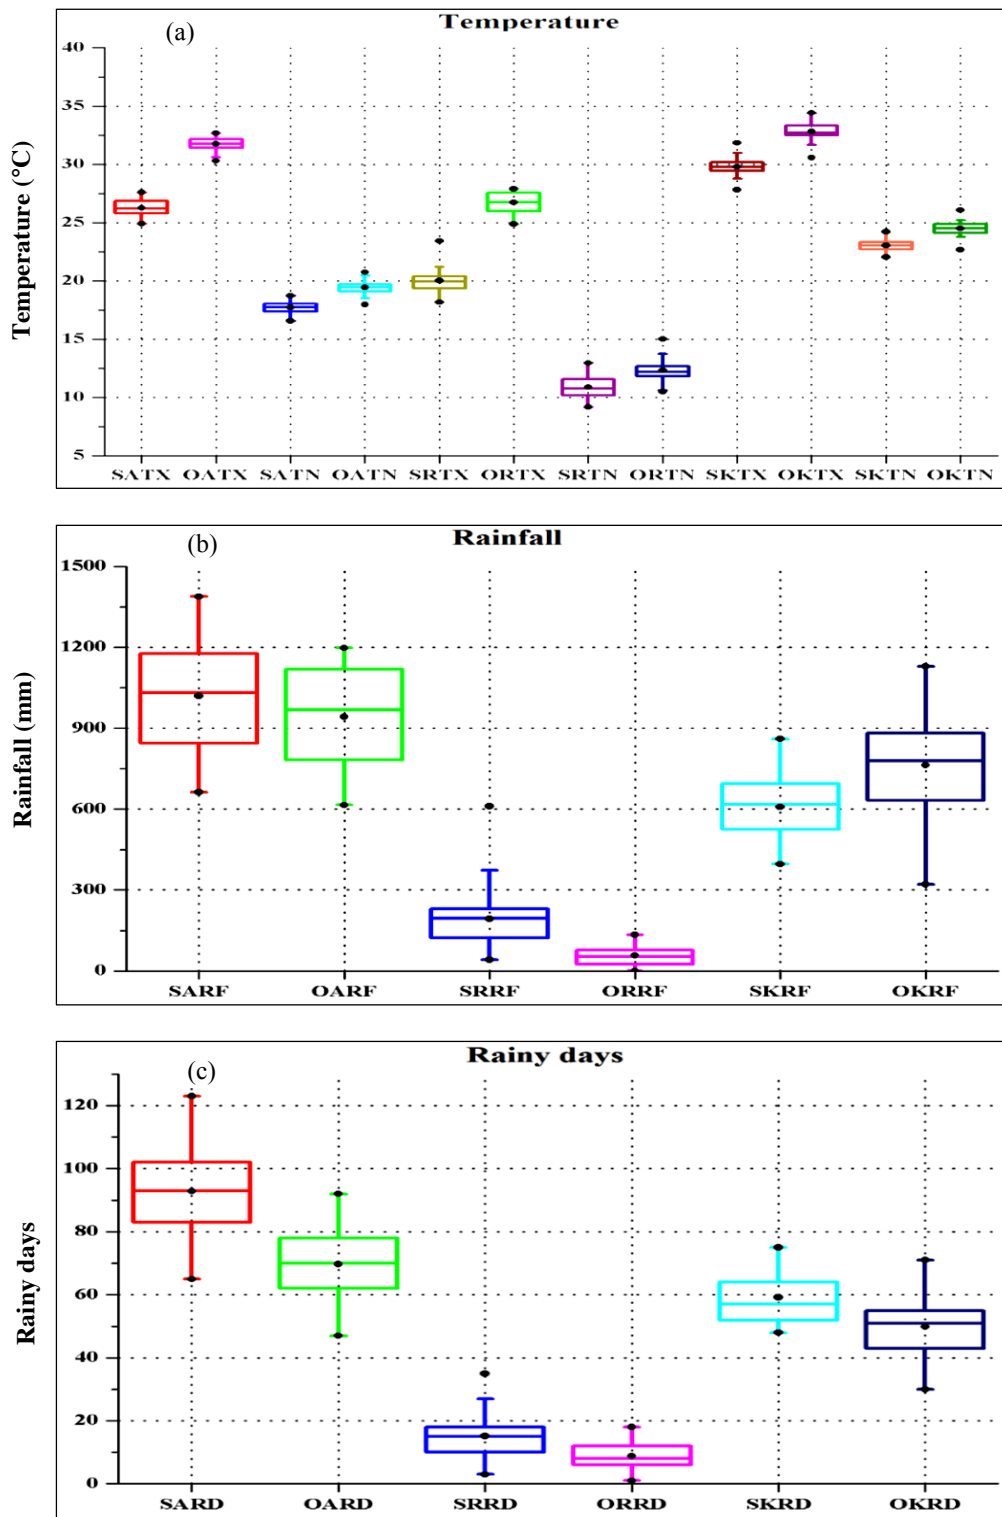 (a) Temperature
40
35
30
25
20
15
10
5
Temperature (°C)
SATX OATX SATN OATN SRTX ORTX SRTN ORTN SKTX OKTX SKTN OKTN
(b) Rainfall
1500
1200
900
600
300
0
Rainfall (mm)
SARF OARF SRRF ORRF SKRF OKRF
(c) Rainy days
120
100
80
60
40
20
0
Rainy days
SARD OARD SRRD ORRD SKRD OKRD